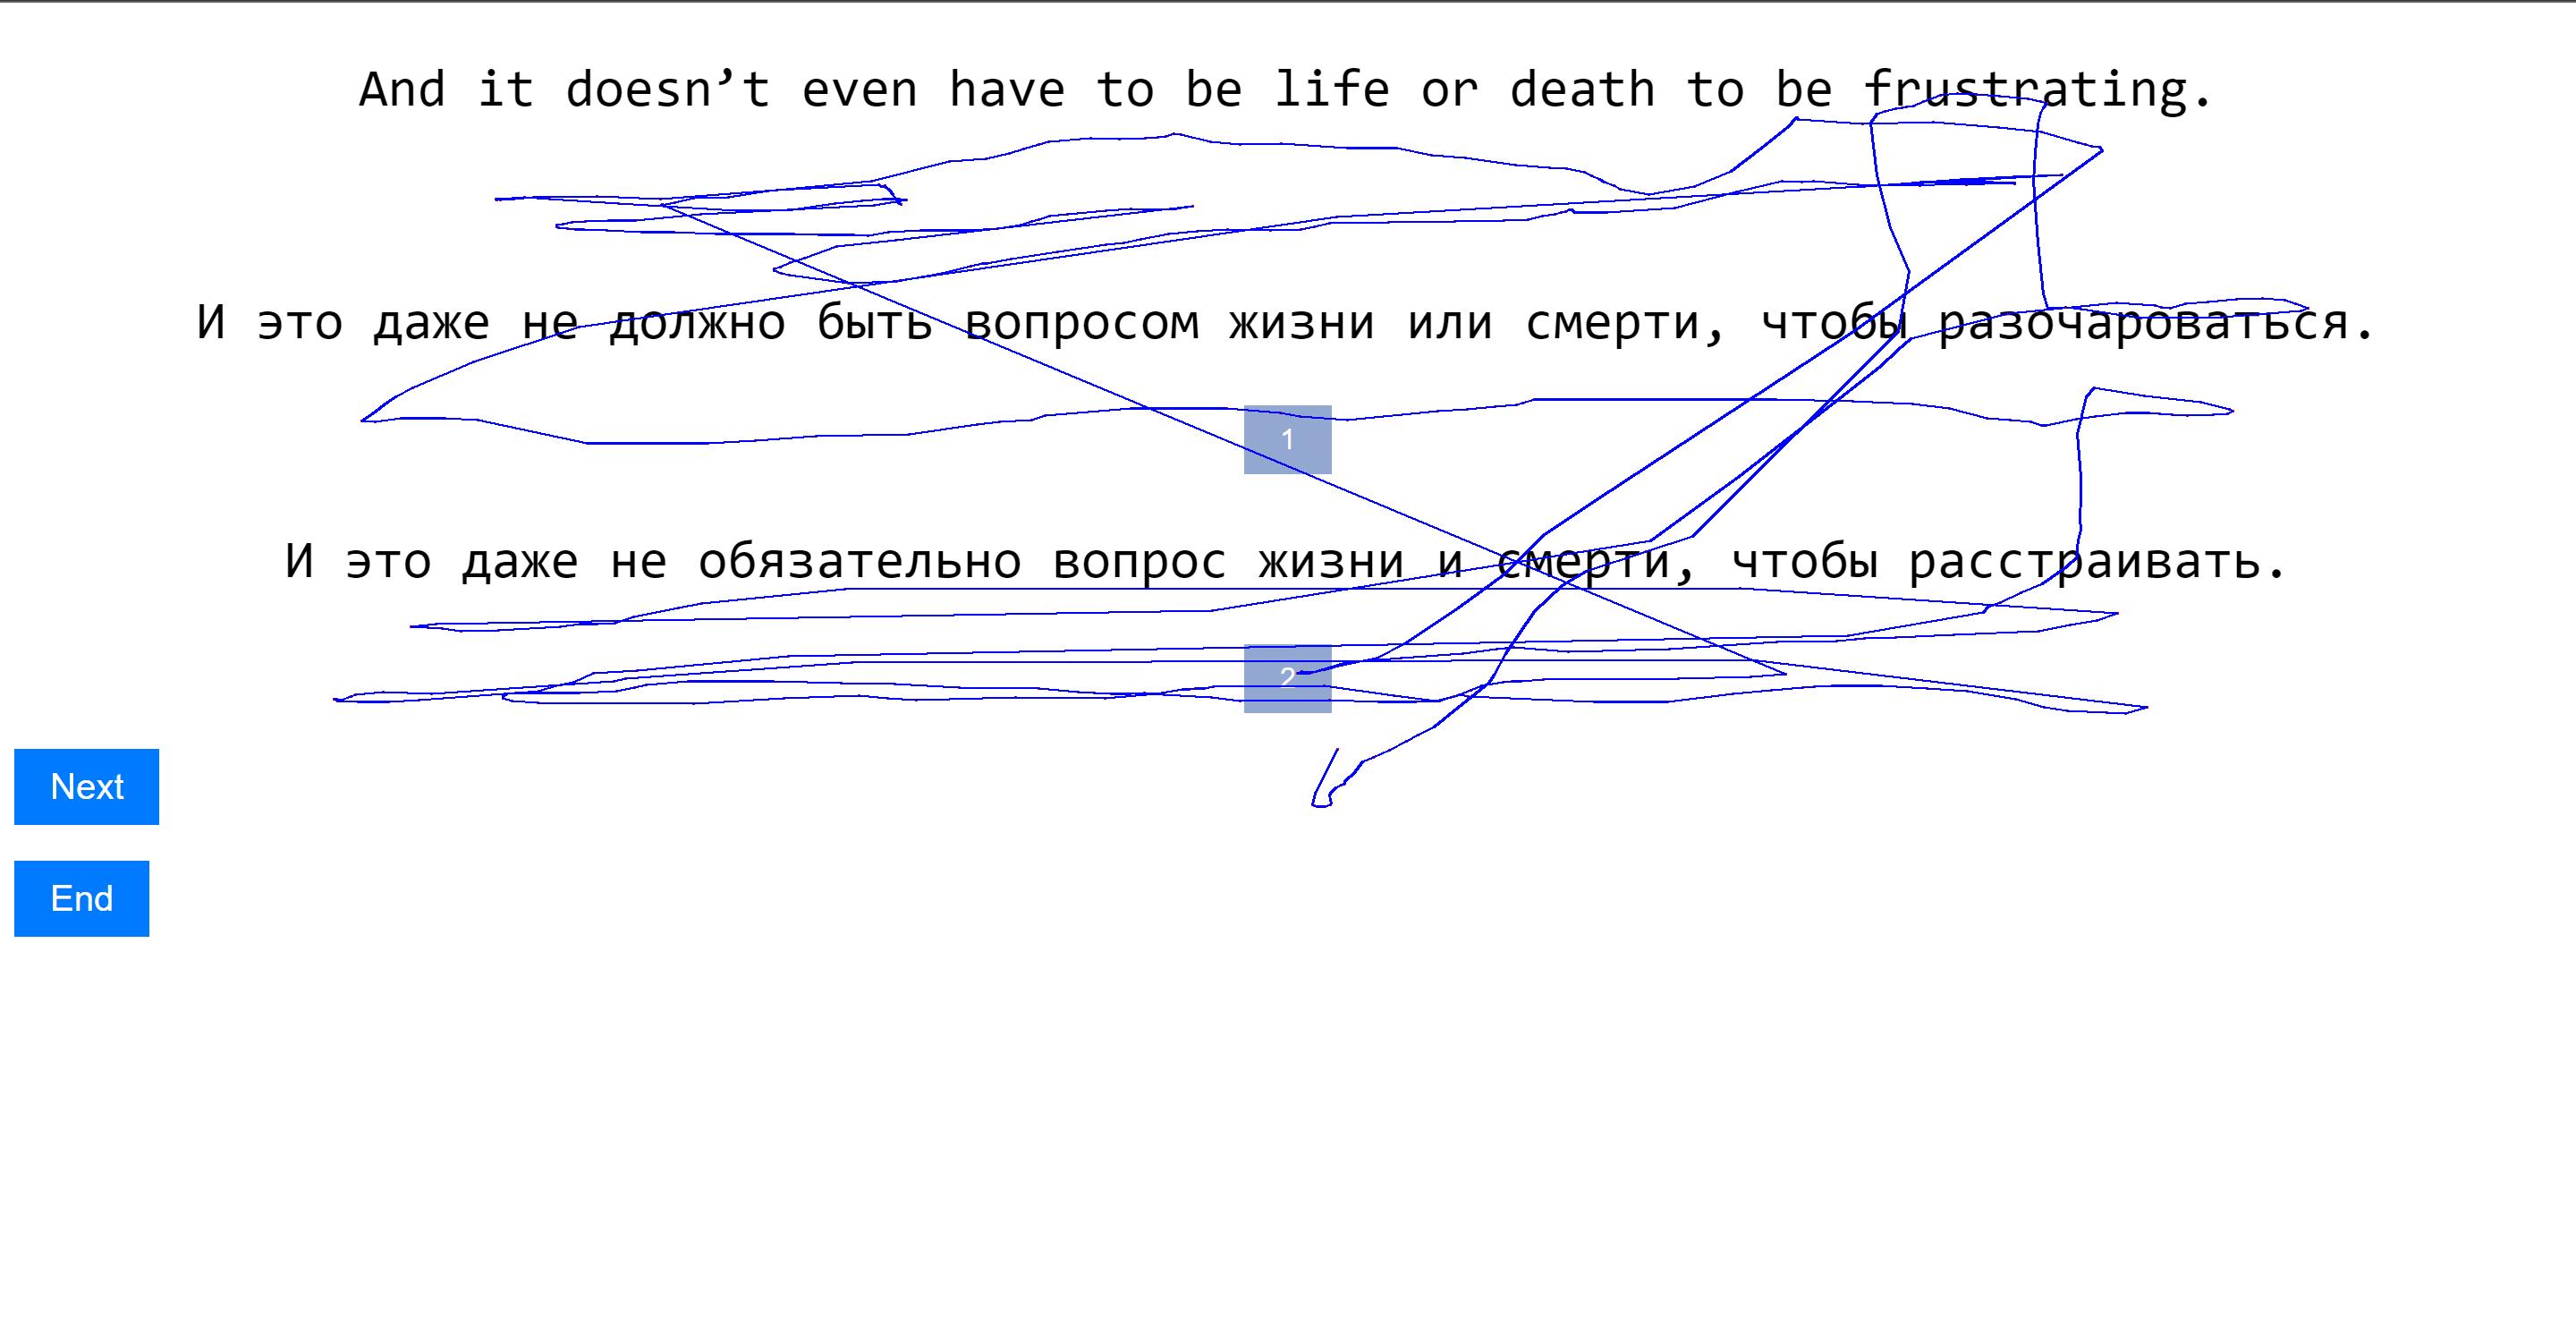 And it doesn’t even have to be life or death to be frustrating.
И это даже не должно быть вопросом жизни или смерти, чтобы разочароваться.
1
И это даже не обязательно вопрос жизни и смерти, чтобы расстраивать.
2
Next
End